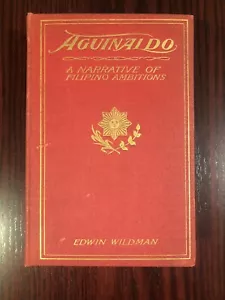 AGUINALDO
A NARRATIVE OF
FILIPINO AMBITIONS
EDWIN WILDMAN